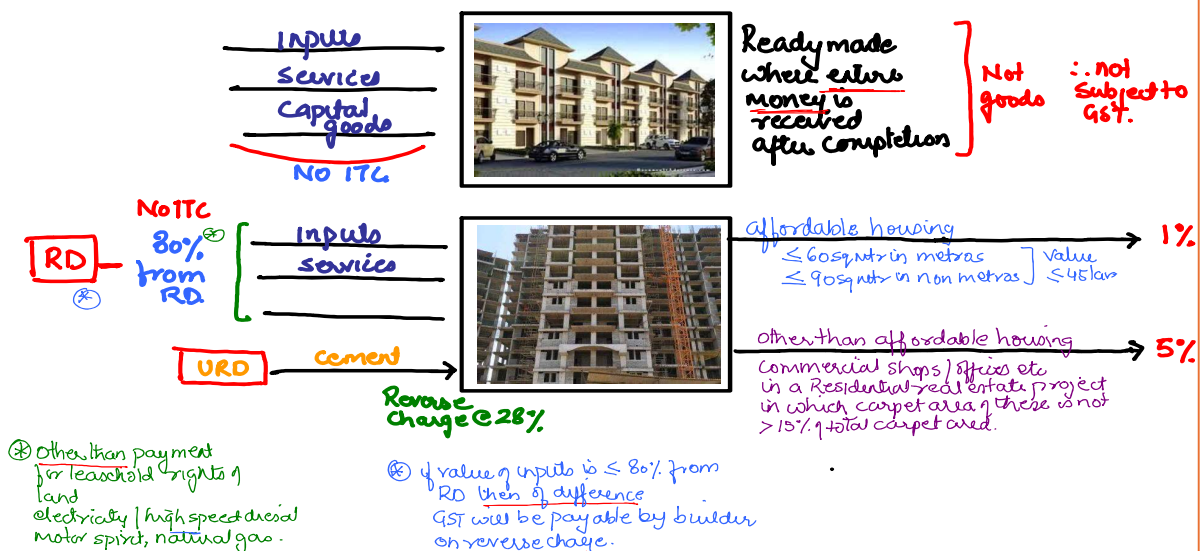 Inputs
Services
Capital
goods
NO ITC
Readymade
where entire
money is
received
after completion
Not
goods
∴ not
subject to
GST.
RD
No ITC
80%
from
RD.
Inputs
Services
URD
Cement
Reverse
Charge @ 28%
affordable housing
≤ 60 sqmtr in metros
≤ 90 sqmtr in non metros
Value
≤ 45 lac
1%
Other than affordable housing
5%
Commercial shops / offices etc
in a Residential real estate project
in which carpet area of these is not
> 15% of total carpet area.
* Other than payment
for leasehold rights of
land
electricity / high speed diesel
motor spirit, natural gas.
* if value of inputs is ≤ 80% from
RD then of difference
GST will be payable by builder
on reverse charge.